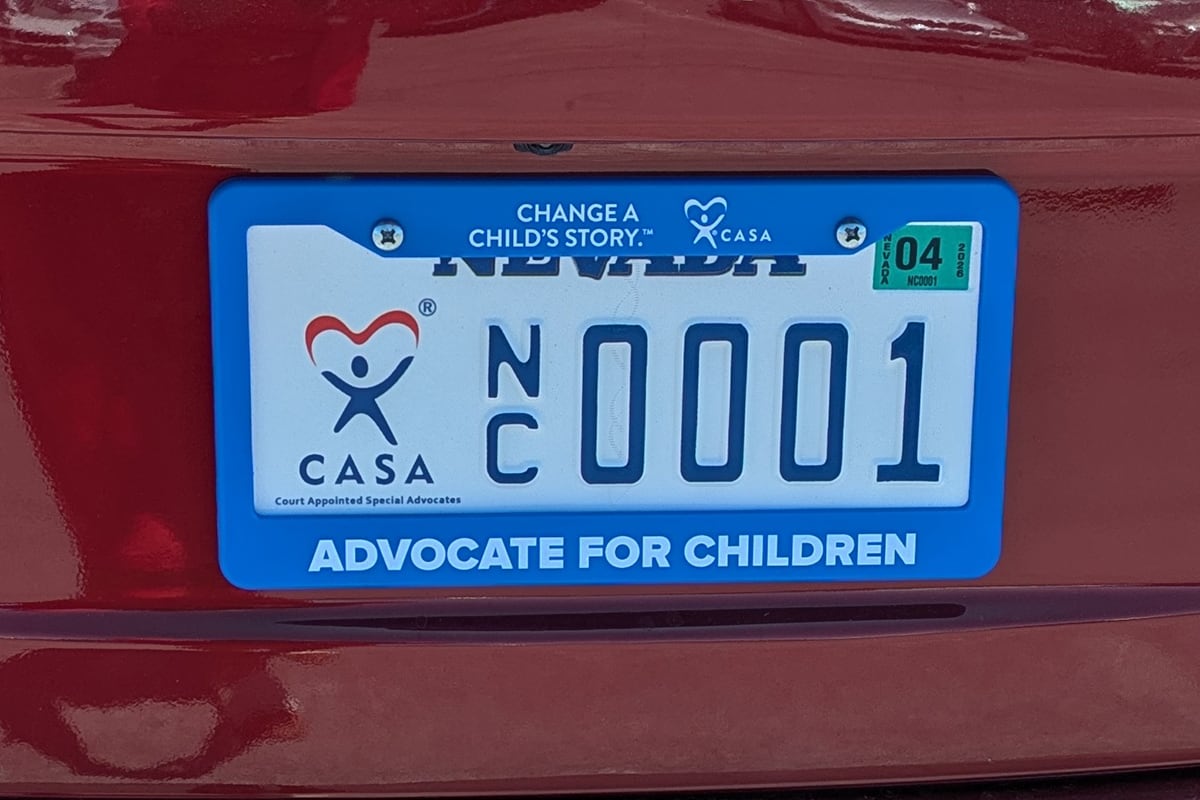 CHANGE A
CHILD'S STORY.™
CASA
NEVADA
NEVADA
04
2026
NC0001
®
CASA
Court Appointed Special Advocates
NC
0001
ADVOCATE FOR CHILDREN